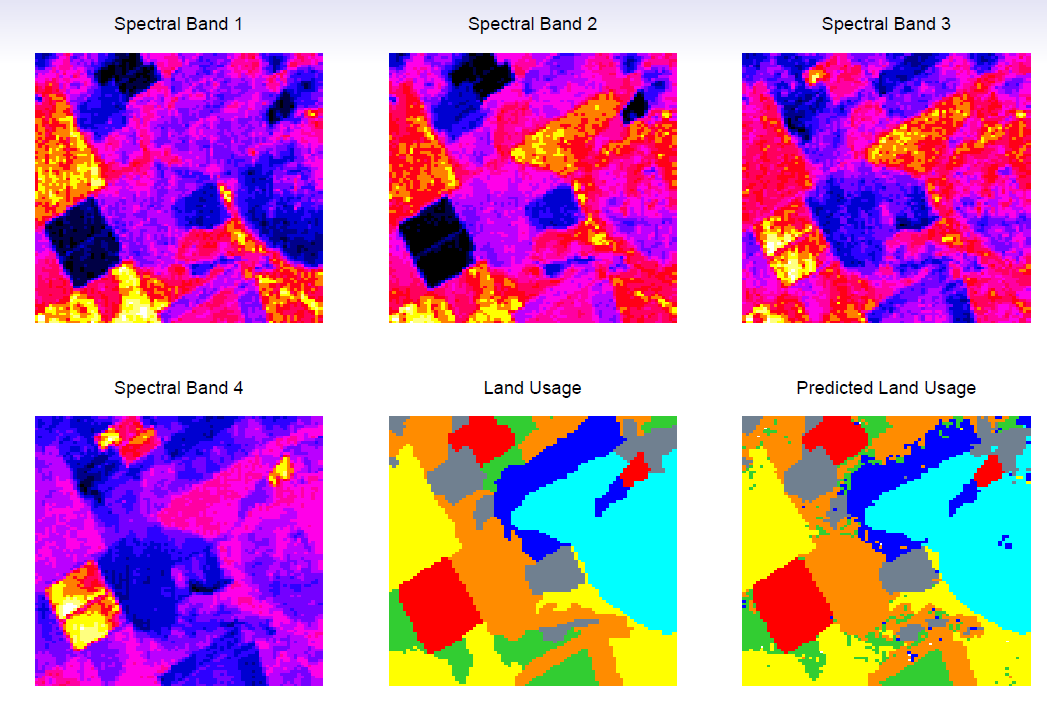 Spectral Band 1
Spectral Band 2
Spectral Band 3
Spectral Band 4
Land Usage
Predicted Land Usage